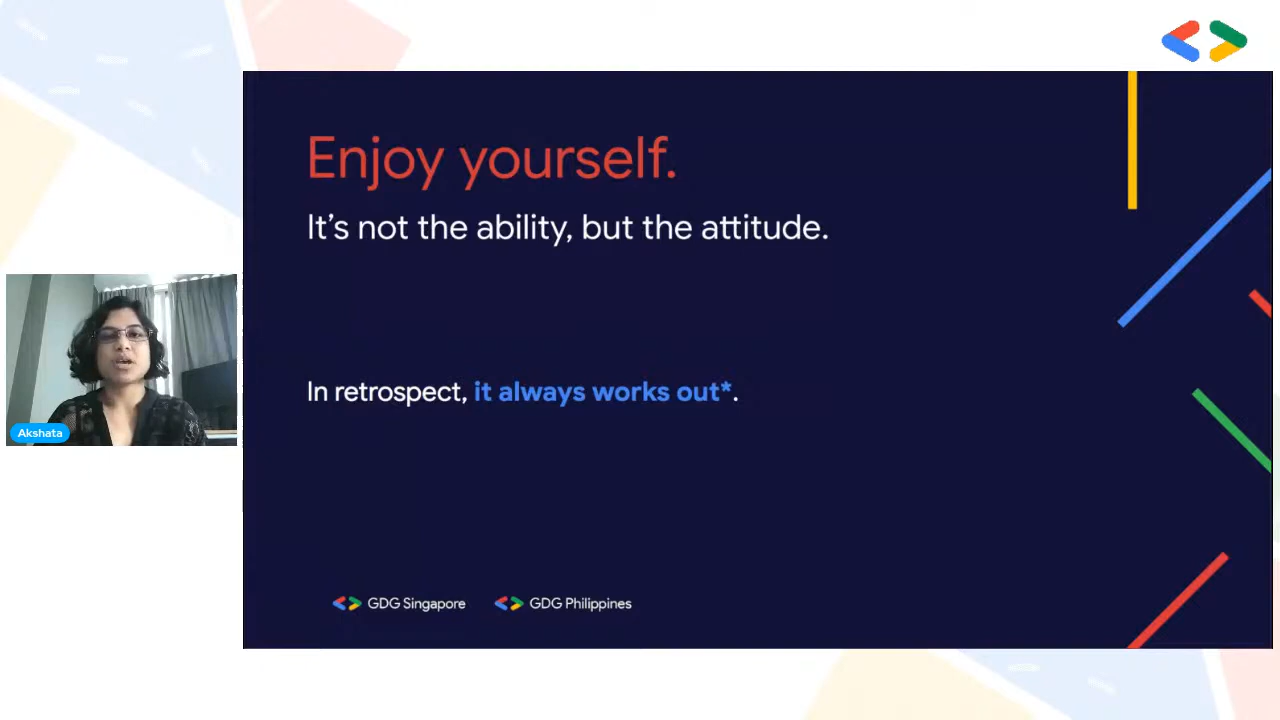 Enjoy yourself.
It's not the ability, but the attitude.
In retrospect, it always works out*.
Akshata
GDG Singapore
GDG Philippines